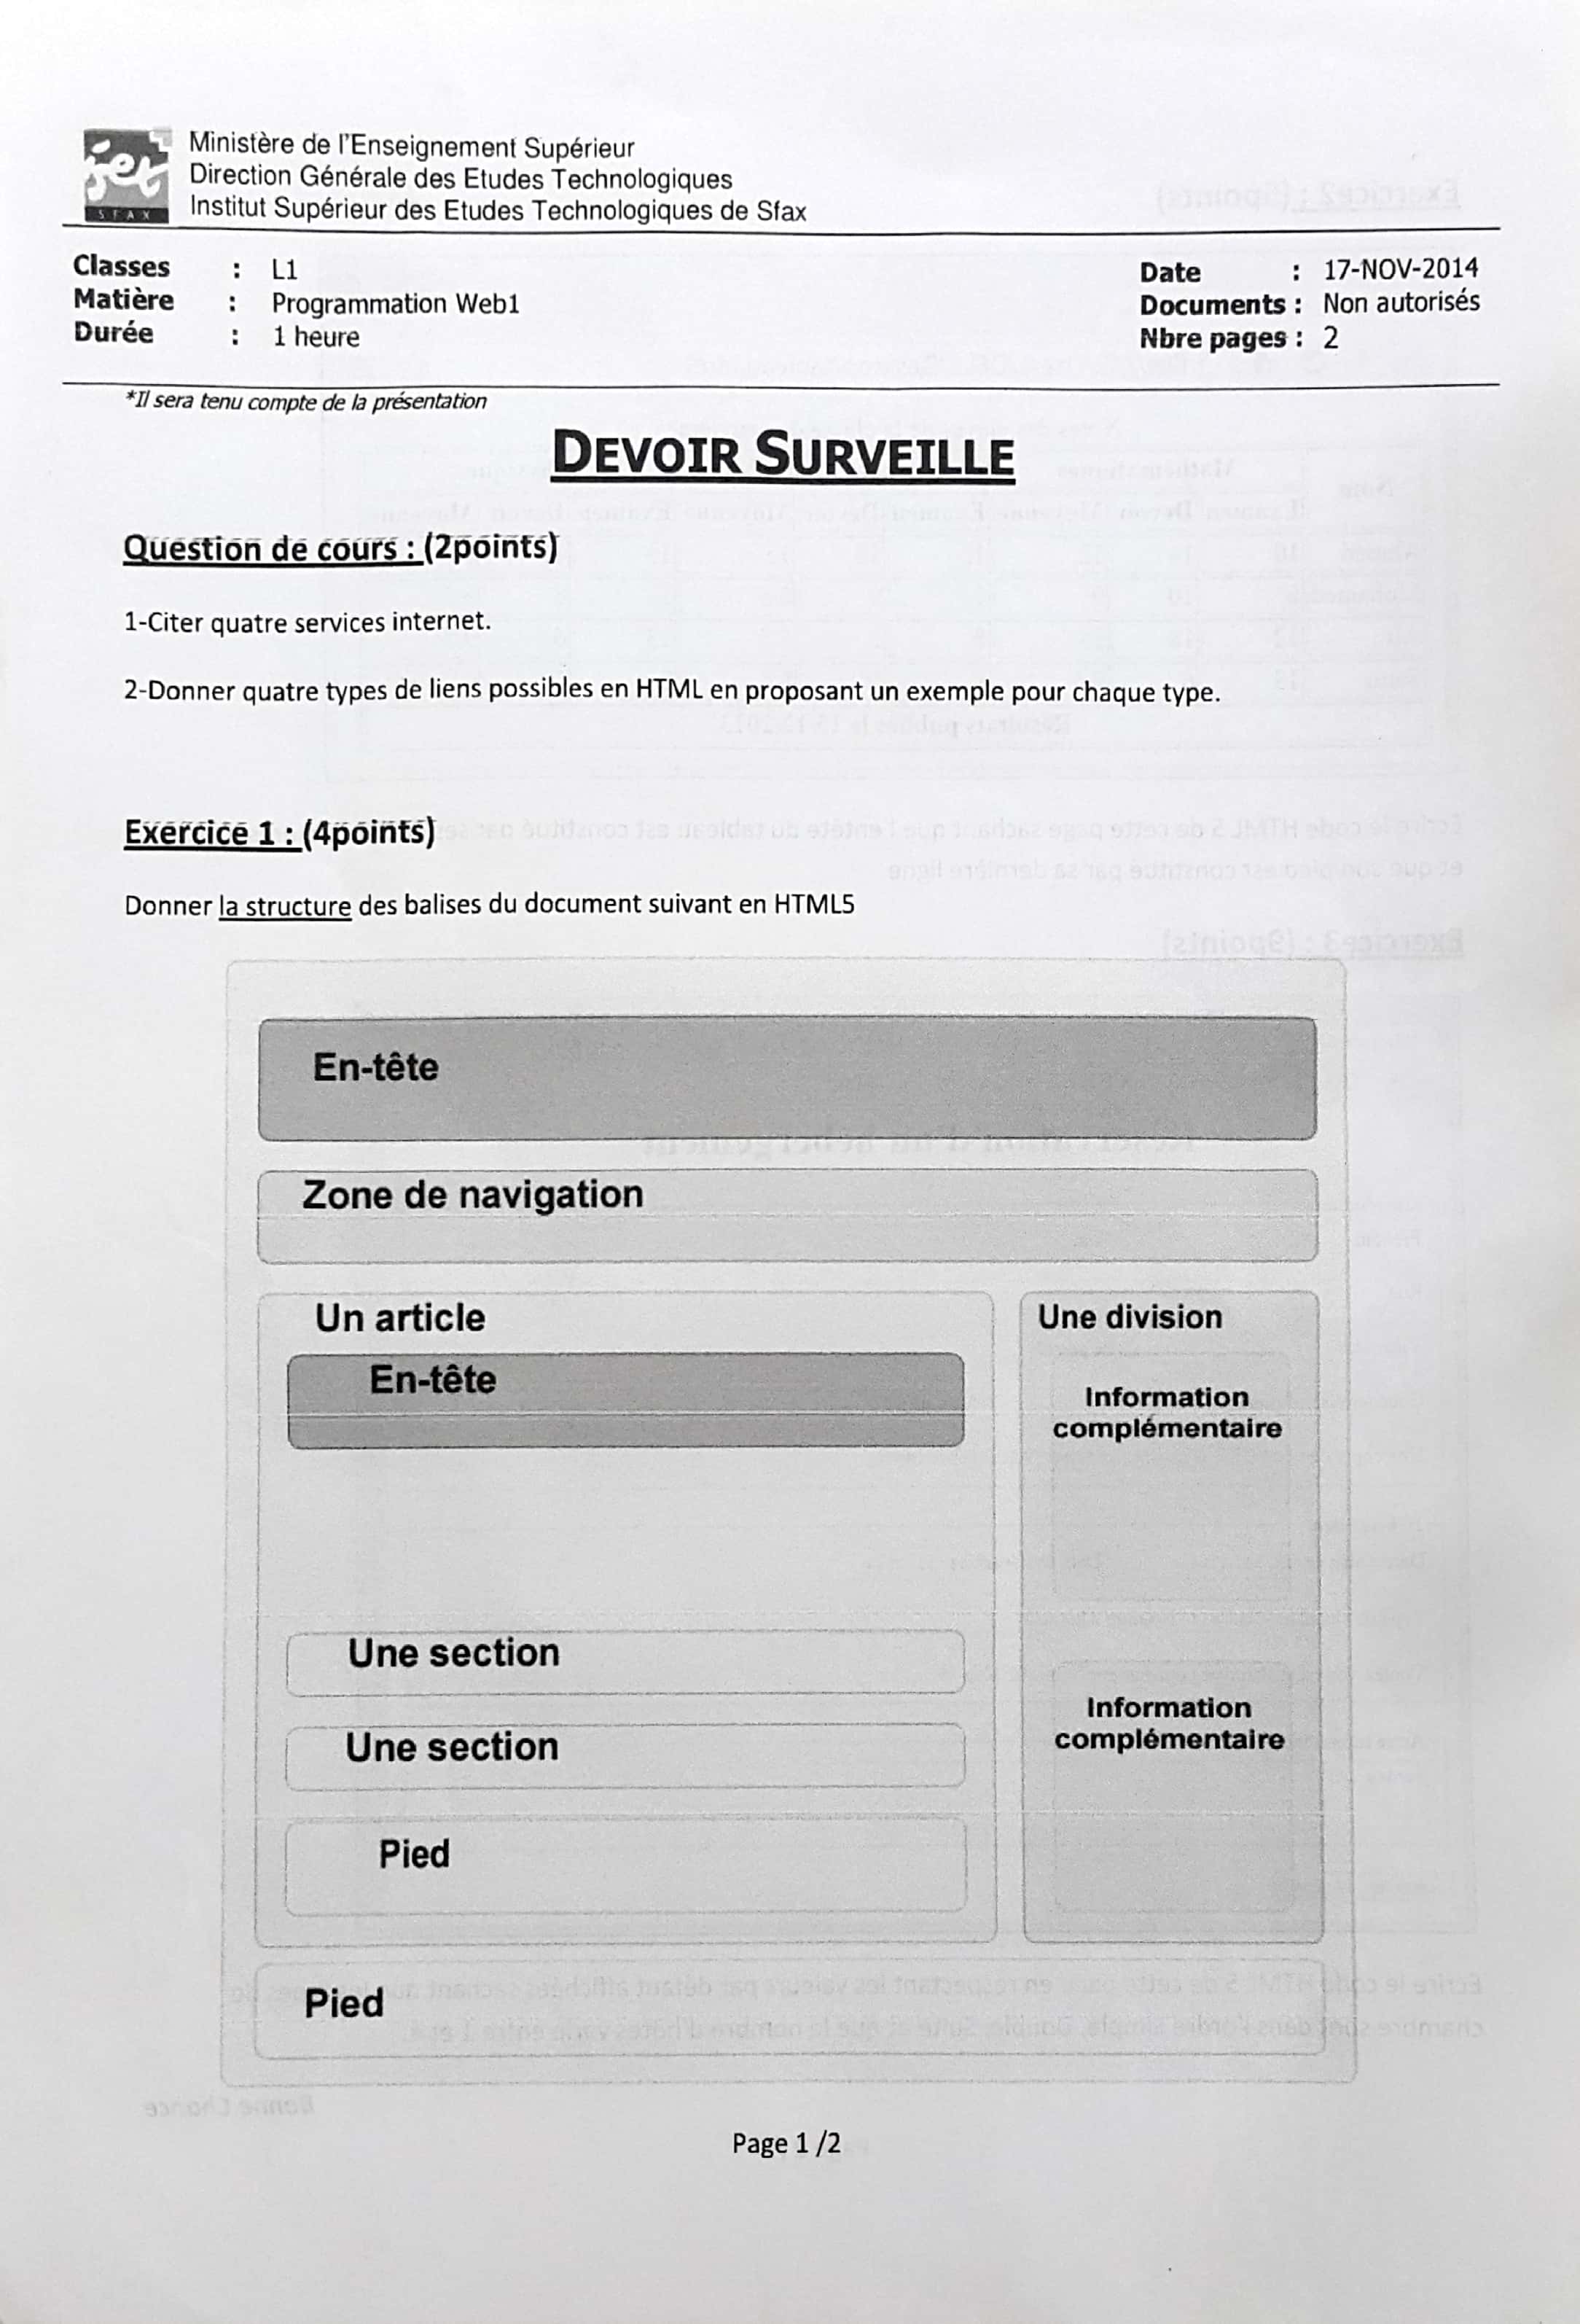 iset
SFAX
Ministère de l'Enseignement Supérieur
Direction Générale des Etudes Technologiques
Institut Supérieur des Etudes Technologiques de Sfax
Classes : L1
Matière : Programmation Web1
Durée : 1 heure
Date : 17-NOV-2014
Documents : Non autorisés
Nbre pages : 2
*Il sera tenu compte de la présentation
DEVOIR SURVEILLE
Question de cours : (2points)
1-Citer quatre services internet.
2-Donner quatre types de liens possibles en HTML en proposant un exemple pour chaque type.
Exercice 1 : (4points)
Donner la structure des balises du document suivant en HTML5
En-tête
Zone de navigation
Un article
En-tête
Une section
Une section
Pied
Une division
Information
complémentaire
Information
complémentaire
Pied
Page 1 /2